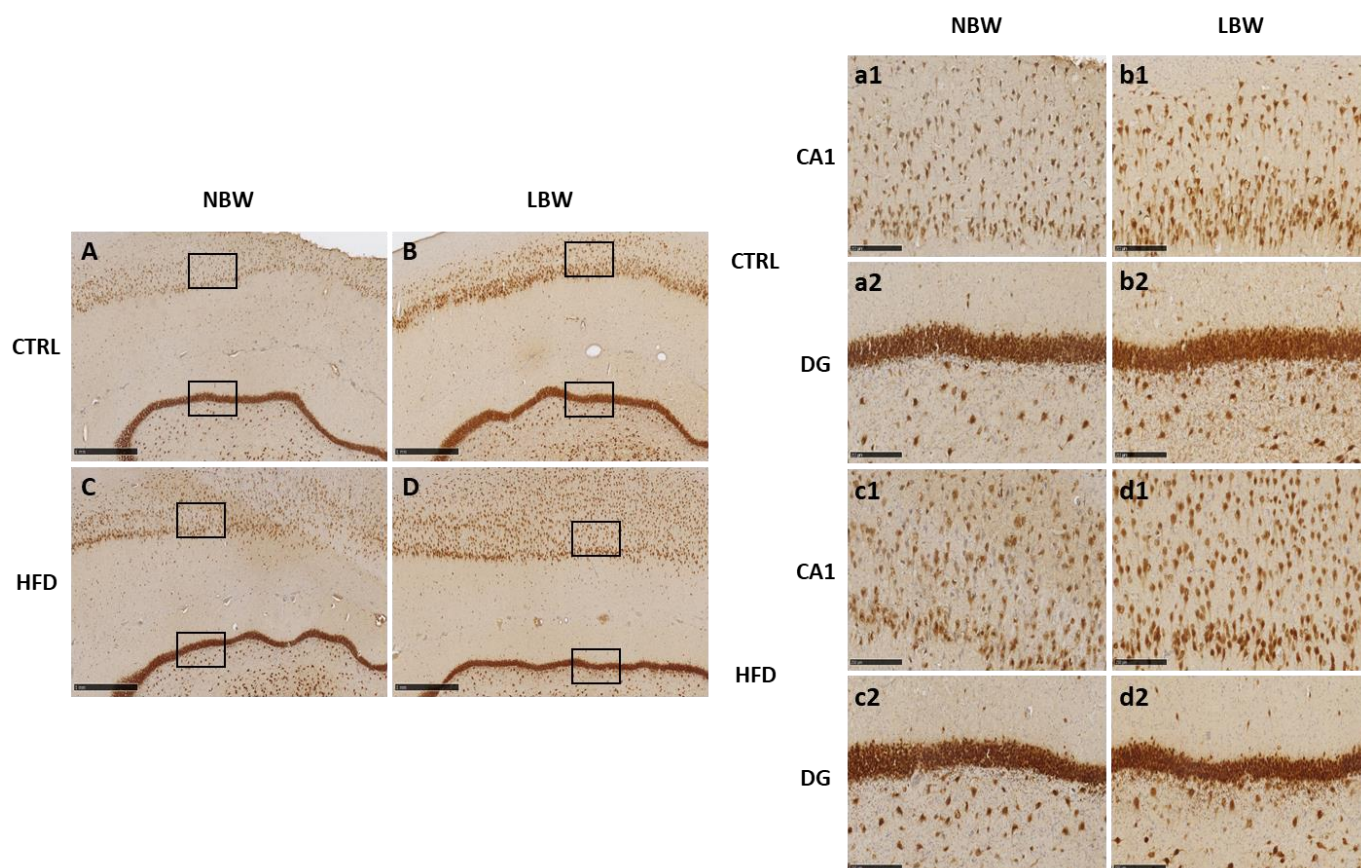 NBW LBW
a1 b1
CA1
NBW LBW
A B
CTRL
a2 b2
CTRL
DG
C D
c1 d1
CA1
HFD
HFD
c2 d2
DG